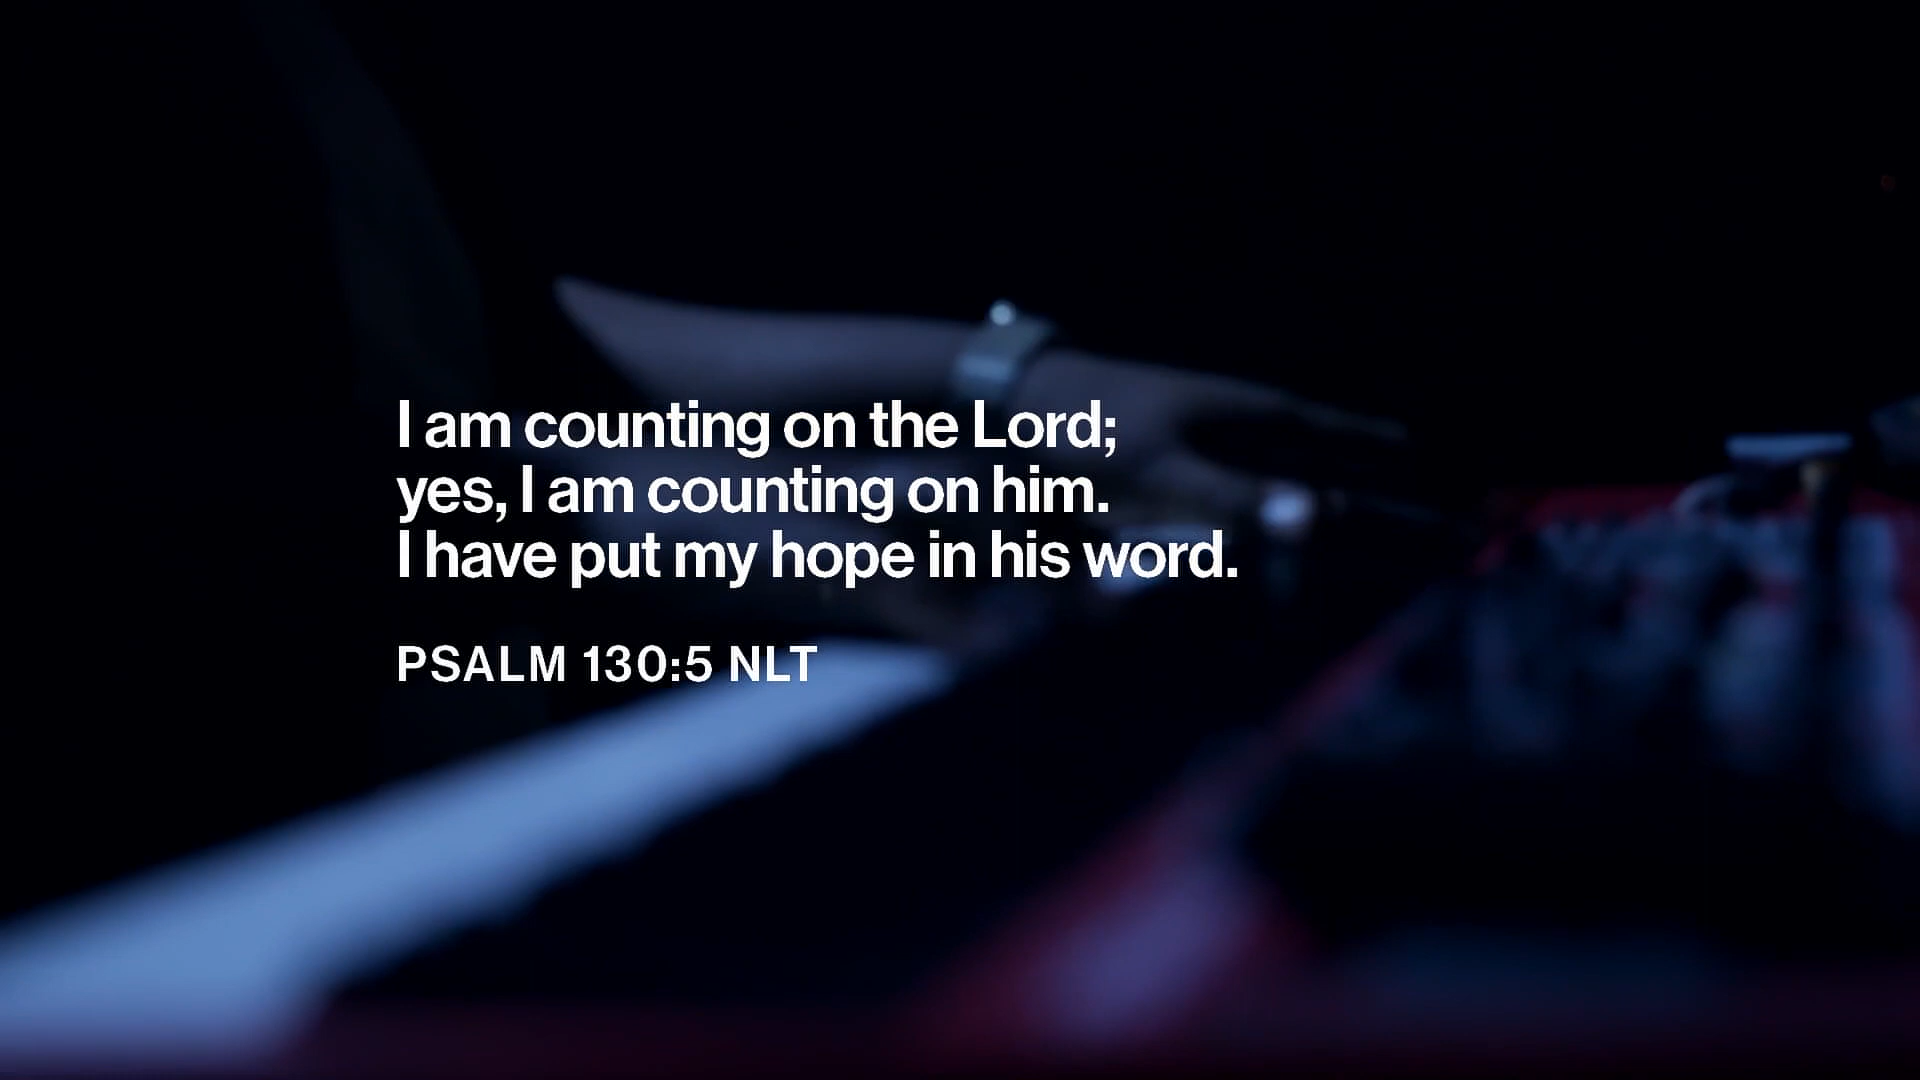 I am counting on the Lord;
yes, I am counting on him.
I have put my hope in his word.
PSALM 130:5 NLT